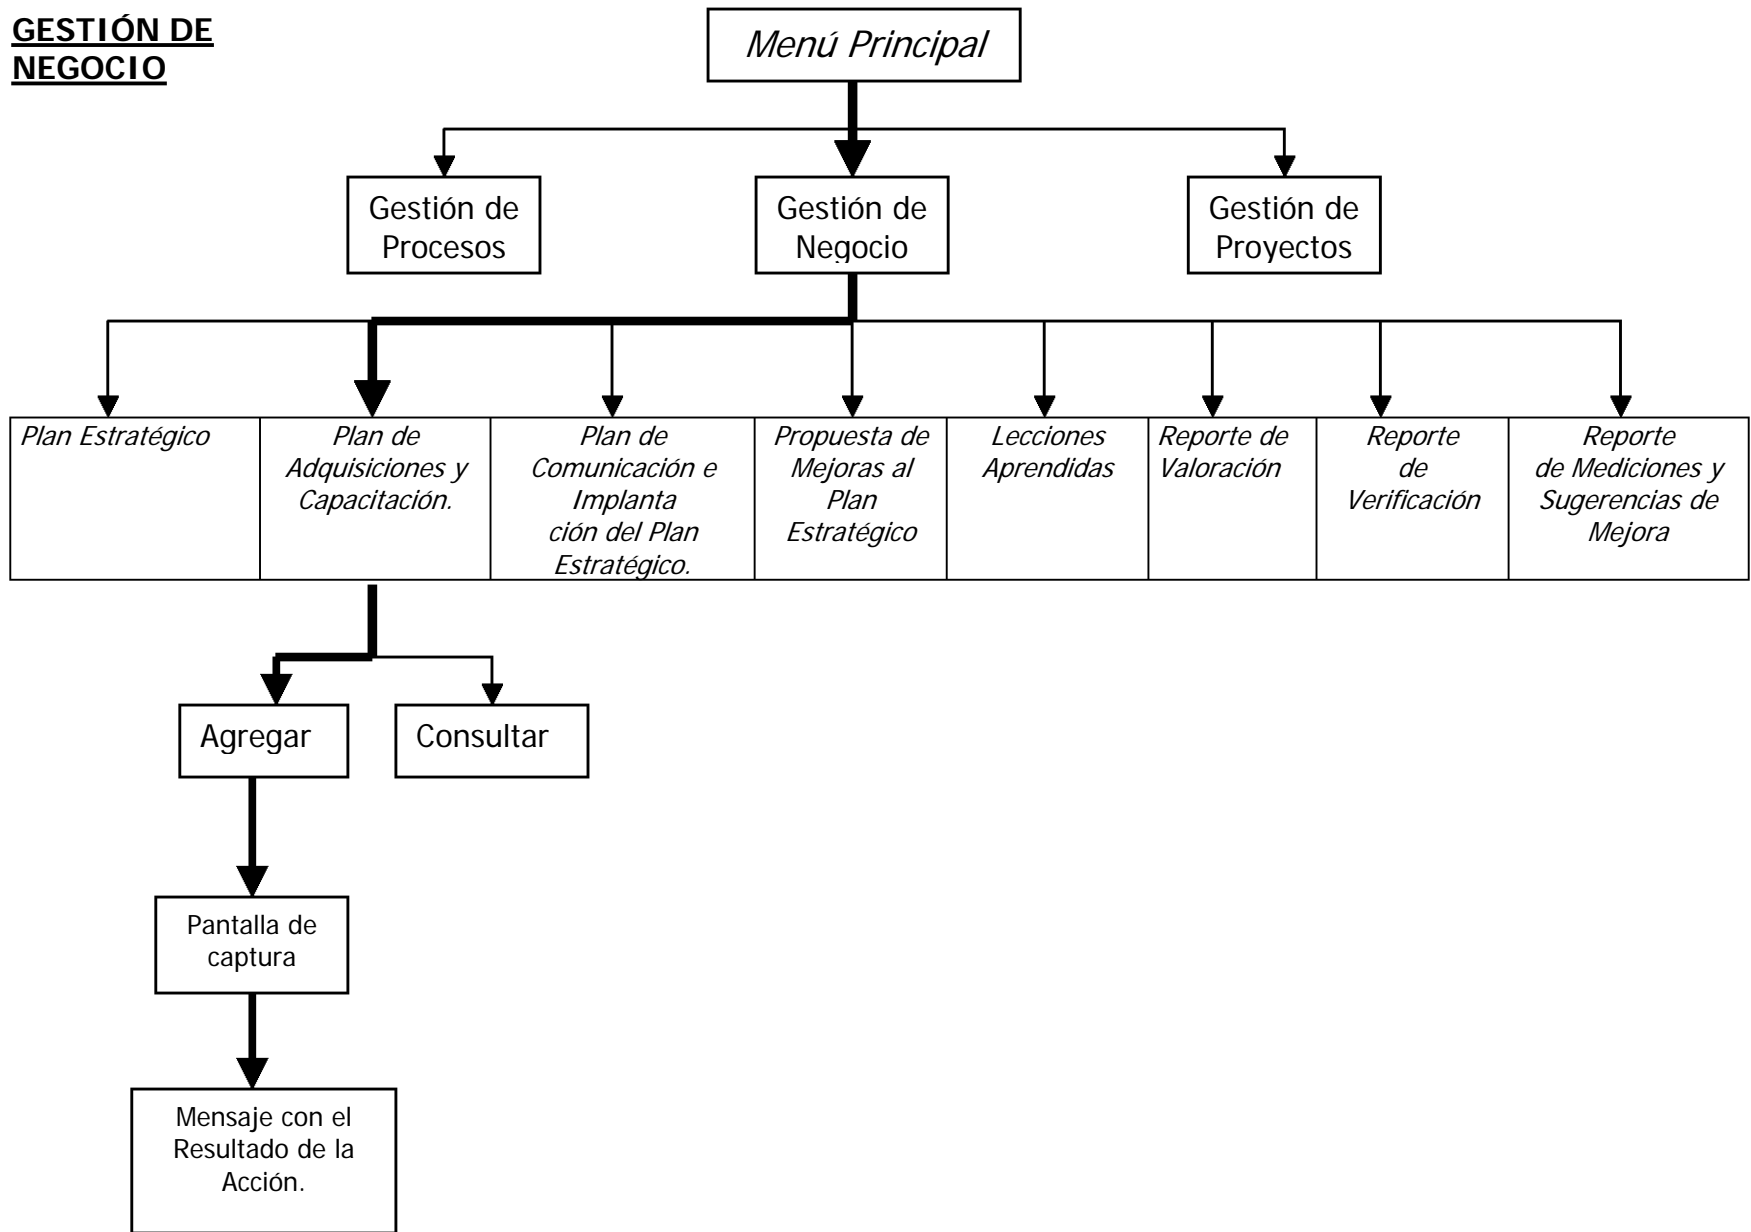 GESTIÓN DE
NEGOCIO
Menú Principal
Gestión de
Procesos
Gestión de
Negocio
Gestión de
Proyectos
Plan Estratégico
Plan de
Adquisiciones y
Capacitación.
Plan de
Comunicación e
Implanta
ción del Plan
Estratégico.
Propuesta de
Mejoras al
Plan
Estratégico
Lecciones
Aprendidas
Reporte de
Valoración
Reporte
de
Verificación
Reporte
de Mediciones y
Sugerencias de
Mejora
Agregar
Consultar
Pantalla de
captura
Mensaje con el
Resultado de la
Acción.